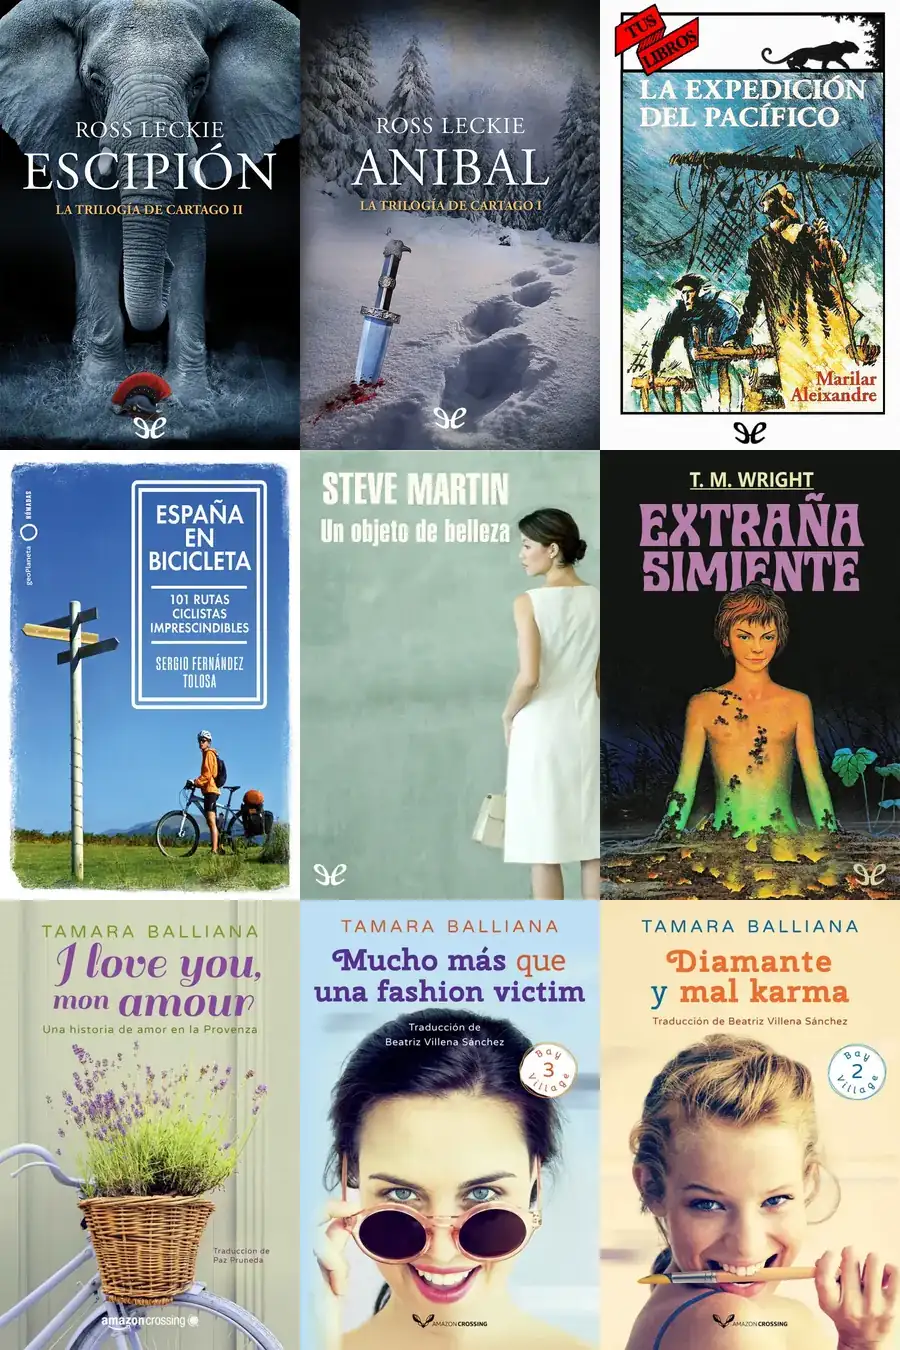 ROSS LECKIE
ESCIPIÓN
LA TRILOGÍA DE CARTAGO II
ROSS LECKIE
ANIBAL
LA TRILOGÍA DE CARTAGO I
TUS
LIBROS
LA EXPEDICIÓN
DEL PACÍFICO
Marilar
Aleixandre
geoPlaneta
NÓMADAS
ESPAÑA
EN
BICICLETA
101 RUTAS
CICLISTAS
IMPRESCINDIBLES
SERGIO FERNÁNDEZ
TOLOSA
STEVE MARTIN
Un objeto de belleza
T. M. WRIGHT
EXTRAÑA
SIMIENTE
TAMARA BALLIANA
I love you,
mon amour
Una historia de amor en la Provenza
Traducción de
Paz Pruneda
amazoncrossing
TAMARA BALLIANA
Mucho más que
una fashion victim
Traducción de
Beatriz Villena Sánchez
Bay
3
Village
AMAZONCROSSING
TAMARA BALLIANA
Diamante
y mal karma
Traducción de Beatriz Villena Sánchez
Bay
2
Village
AMAZONCROSSING